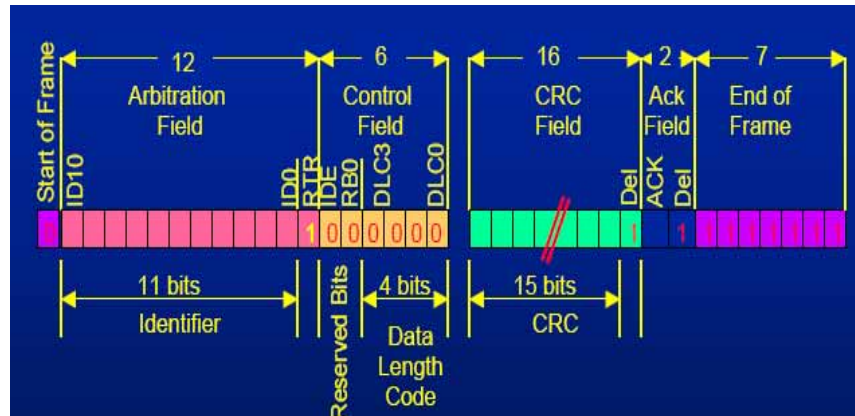 12
6
16
2
7
Arbitration
Field
Control
Field
CRC
Field
Ack
Field
End of
Frame
Start of Frame
ID10
ID0
RTR
IDE
RB0
DLC3
DLC0
Del
ACK
Del
1 0 0 0 0 0 0
1
1
1 1 1 1 1 1 1
11 bits
Identifier
Reserved Bits
4 bits
Data
Length
Code
15 bits
CRC